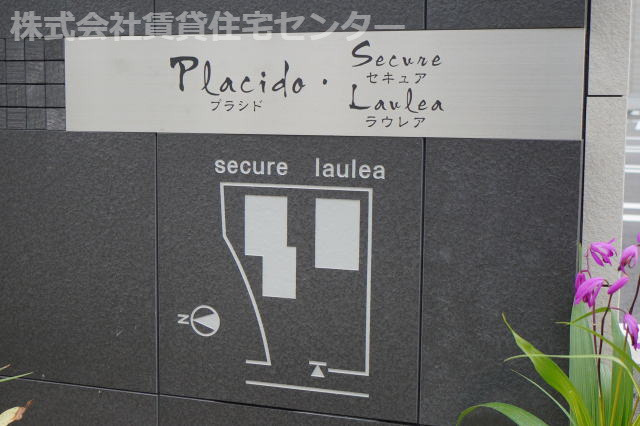 株式会社賃貸住宅センター
Placido・
プラシド
Secure
セキュア
Laulea
ラウレア
secure laulea
N